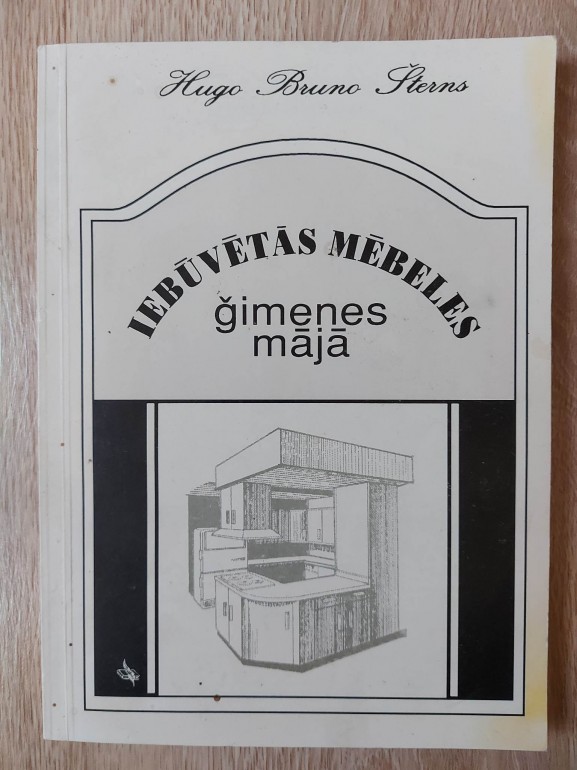 Hugo Bruno Šterns
IEBŪVĒTĀS MĒBELES
ģimenes
mājā